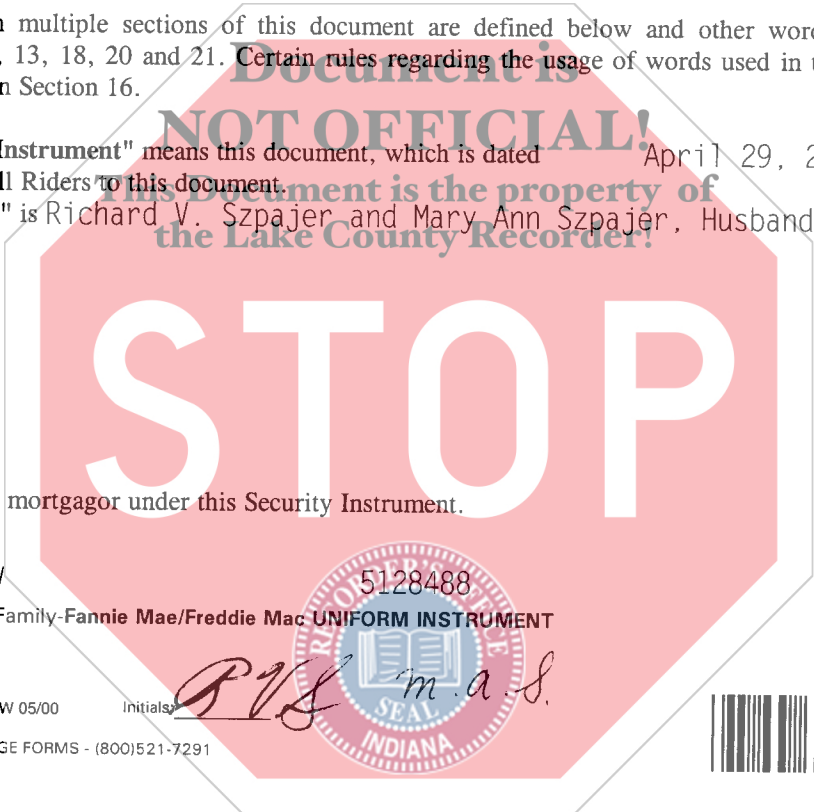 n multiple sections of this document are defined below and other word
, 13, 18, 20 and 21. Certain rules regarding the usage of words used in
n Section 16.
Document is
NOT OFFICIAL!
Instrument" means this document, which is dated April 29, 2
ll Riders to this document.
This Document is the property of
" is Richard V. Szpajer and Mary Ann Szpajer, Husband
the Lake County Recorder!
STOP
mortgagor under this Security Instrument.
5128488
Family-Fannie Mae/Freddie Mac UNIFORM INSTRUMENT
RECORDER'S OFFICE
SEAL
INDIANA
W 05/00 Initials: RVS m.a.S.
GE FORMS - (800)521-7291